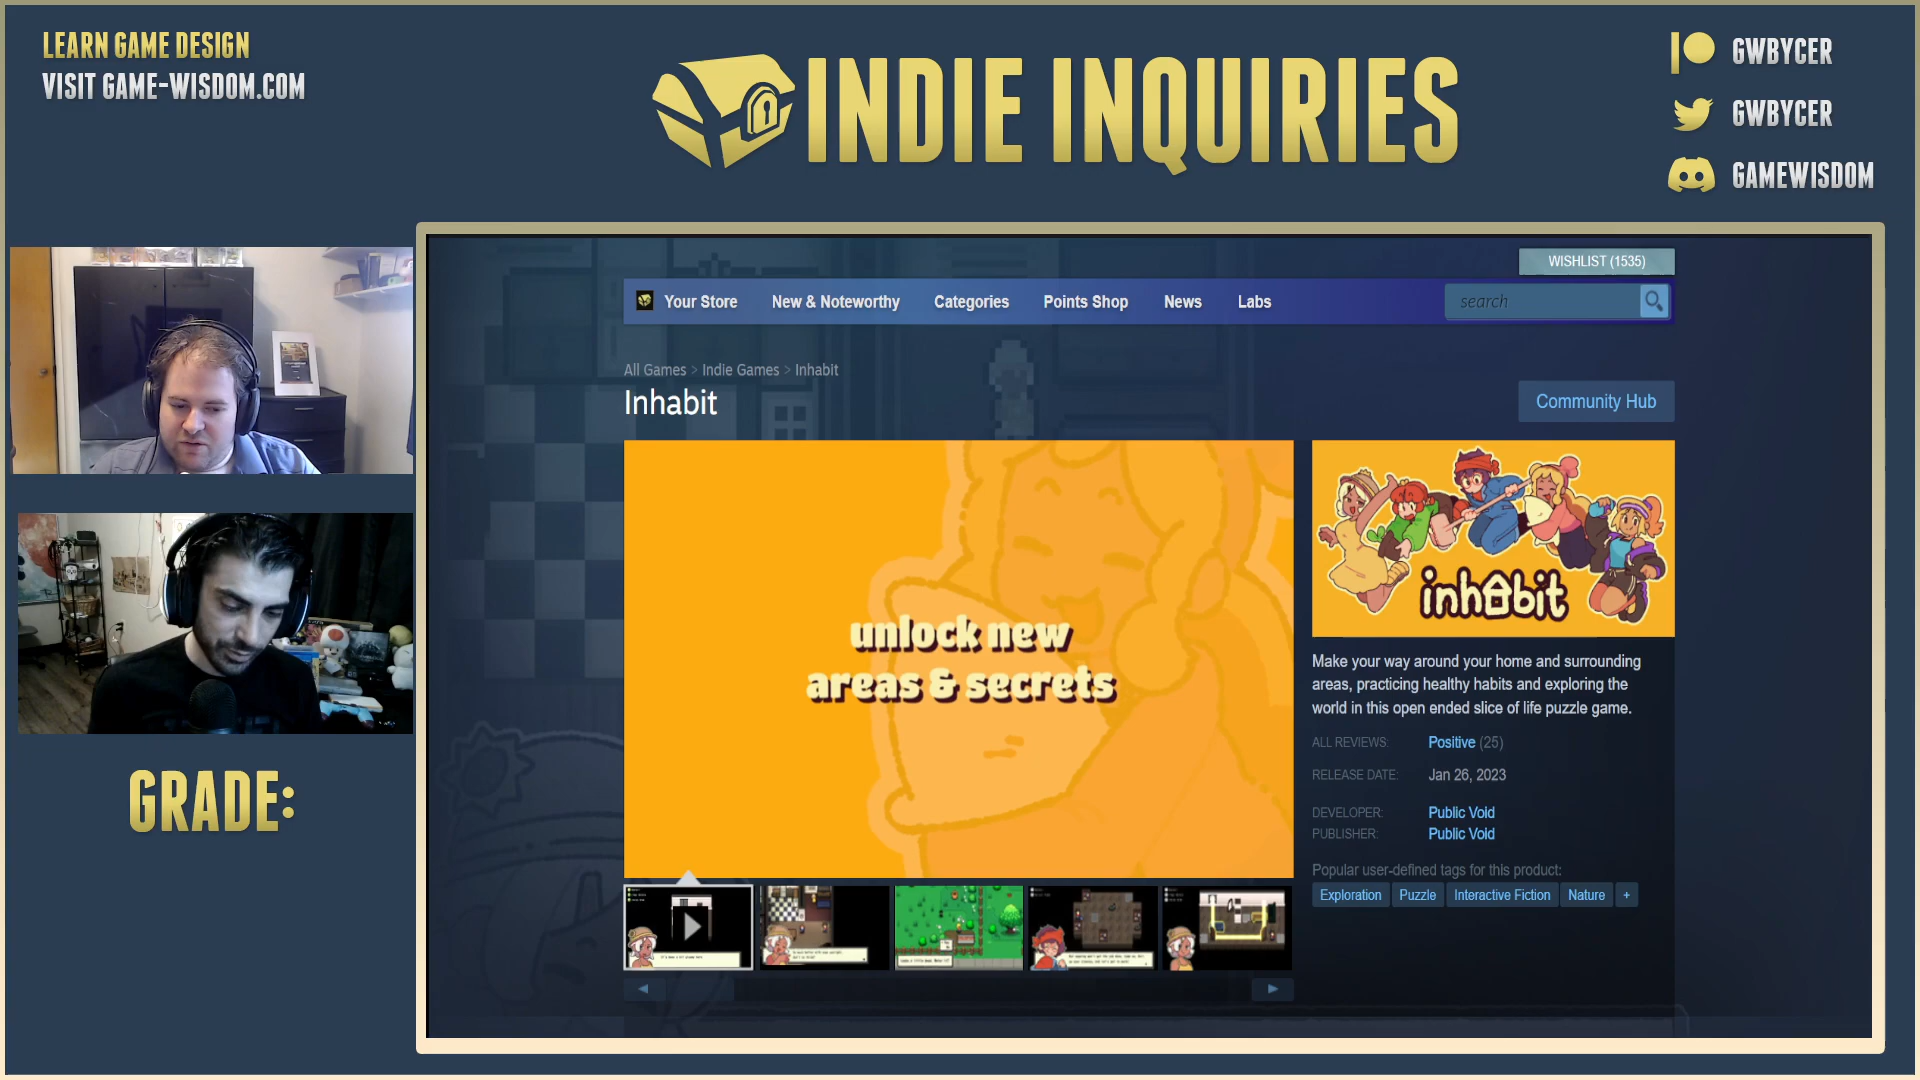 LEARN GAME DESIGN
VISIT GAME-WISDOM.COM
INDIE INQUIRIES
GWBYCER
GWBYCER
GAMEWISDOM
WISHLIST (1535)
Your Store
New & Noteworthy
Categories
Points Shop
News
Labs
search
All Games > Indie Games > Inhabit
Inhabit
Community Hub
unlock new
areas & secrets
inhabit
Make your way around your home and surrounding
areas, practicing healthy habits and exploring the
world in this open ended slice of life puzzle game.
ALL REVIEWS: Positive (25)
RELEASE DATE: Jan 26, 2023
DEVELOPER: Public Void
PUBLISHER: Public Void
Popular user-defined tags for this product:
Exploration Puzzle Interactive Fiction Nature +
GRADE: